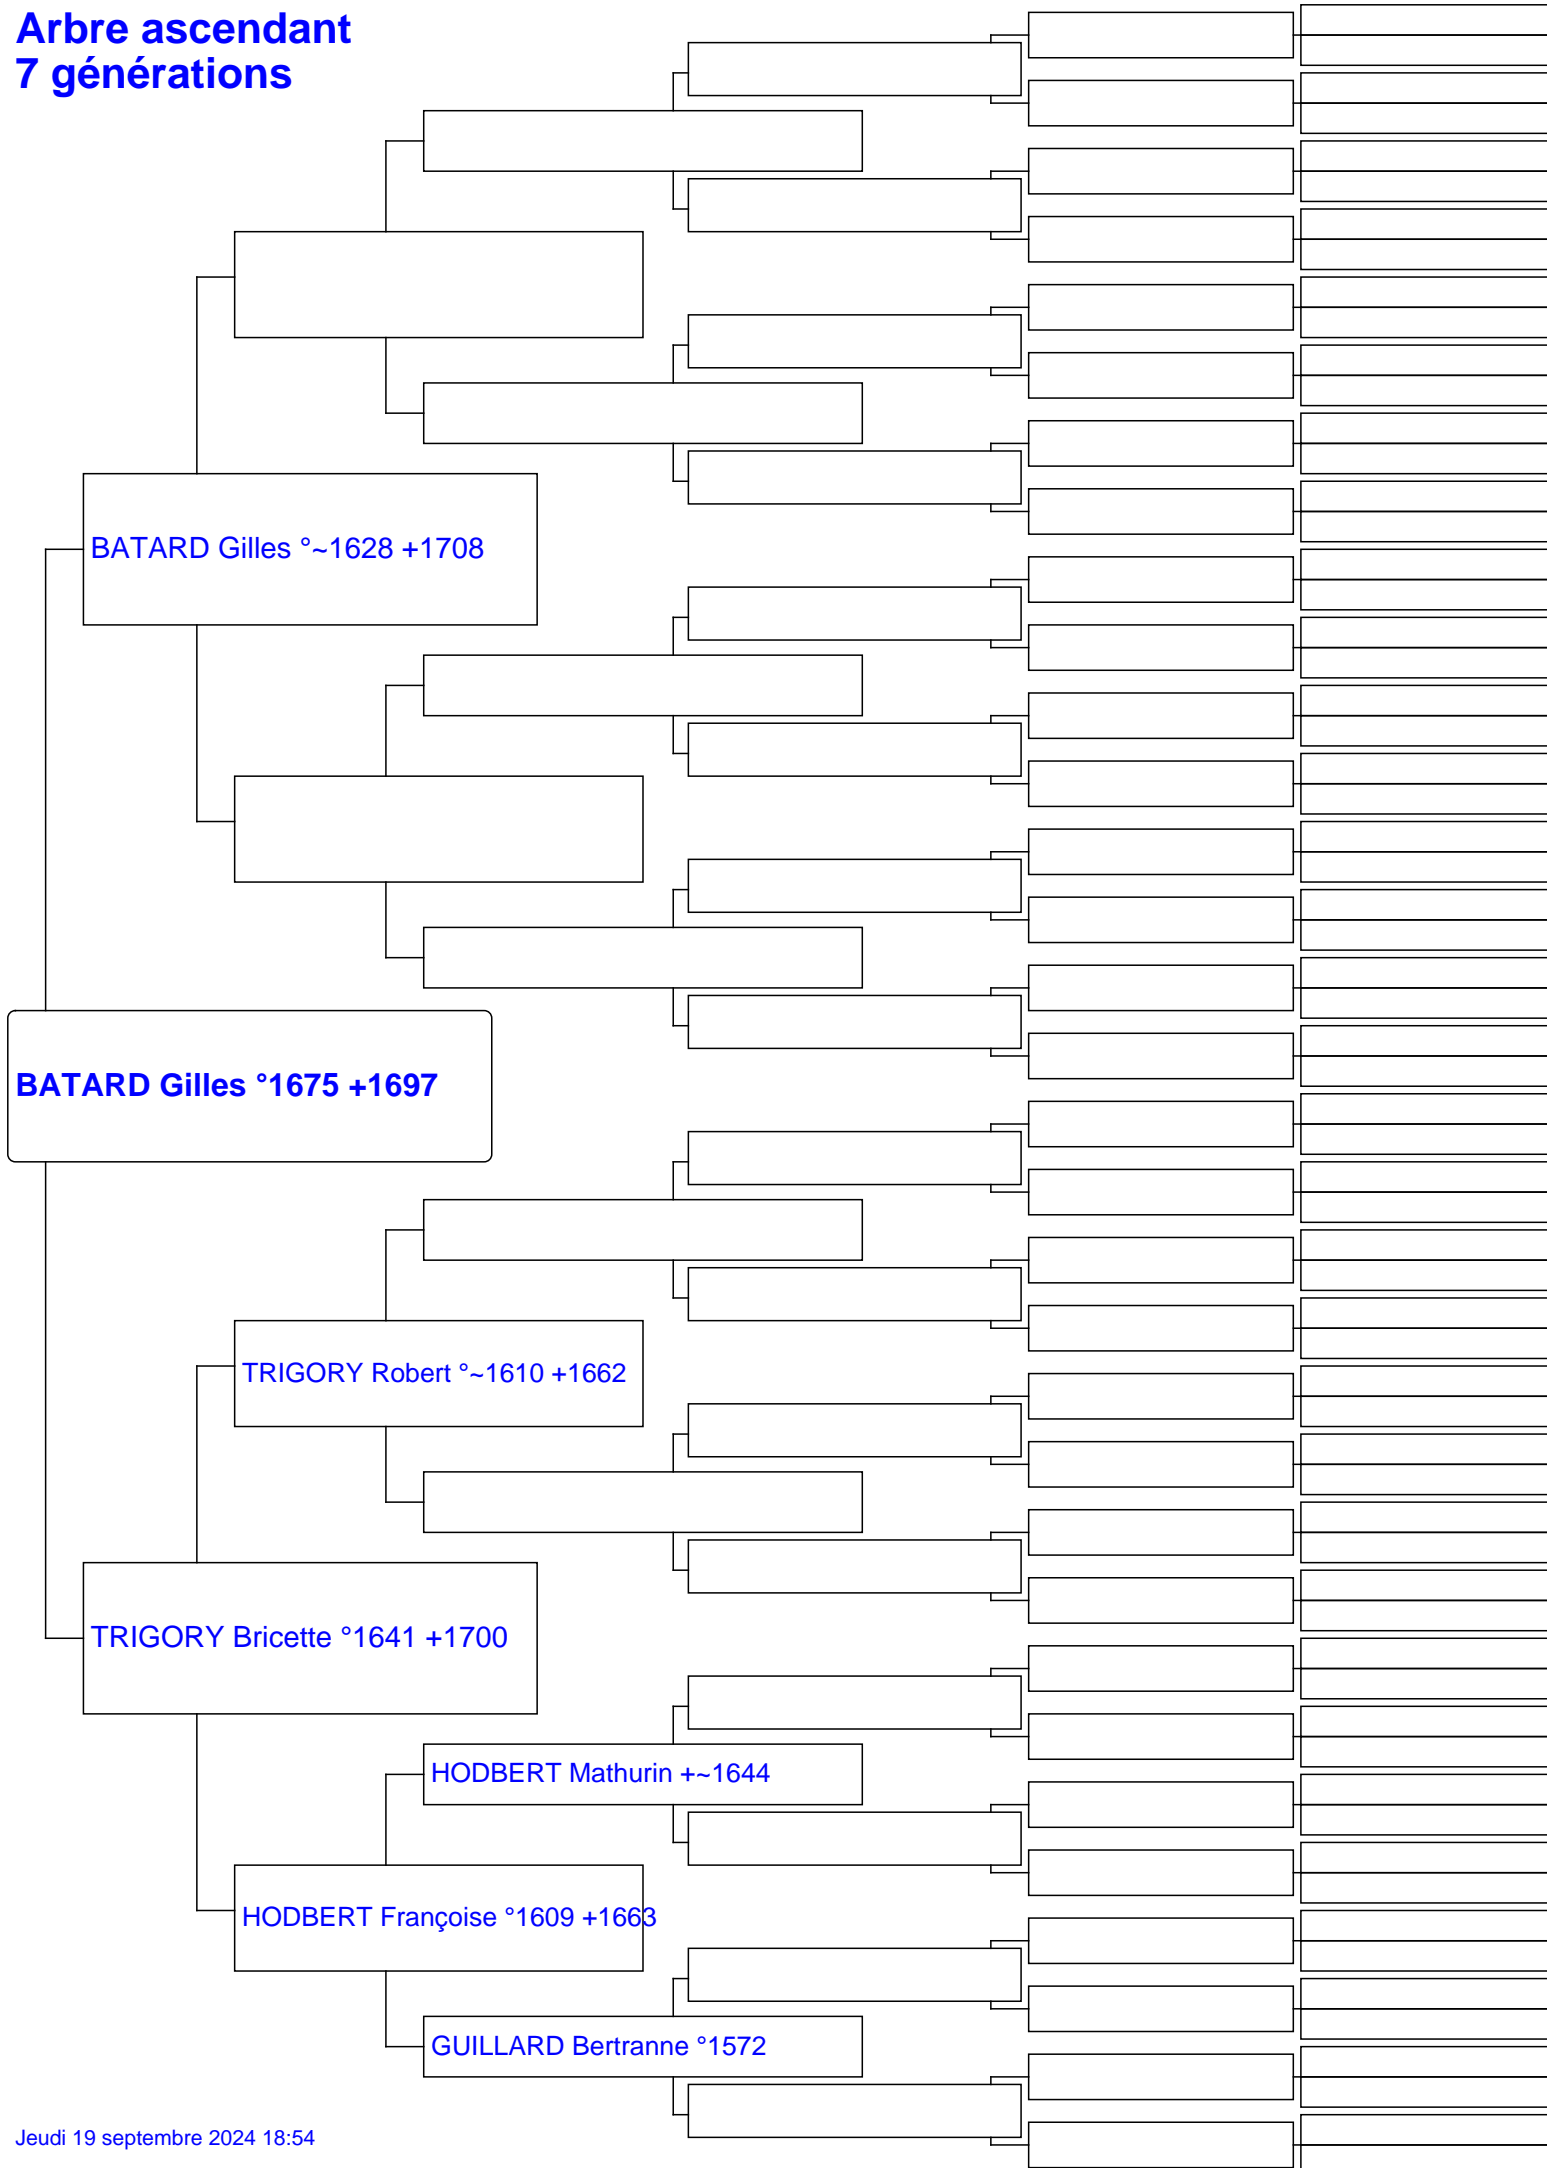 Arbre ascendant
7 générations
BATARD Gilles °~1628 +1708
BATARD Gilles °1675 +1697
TRIGORY Robert °~1610 +1662
TRIGORY Bricette °1641 +1700
HODBERT Mathurin +~1644
HODBERT Françoise °1609 +1663
GUILLARD Bertranne °1572
Jeudi 19 septembre 2024 18:54